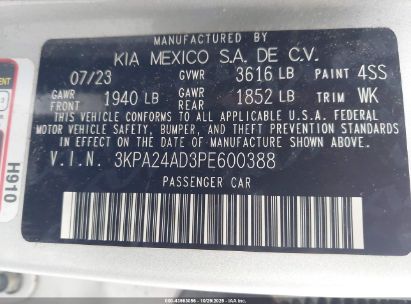 MANUFACTURED BY
KIA MEXICO S.A. DE C.V.
07/23 GVWR 3616 LB PAINT 4SS
GAWR FRONT 1940 LB GAWR REAR 1852 LB TRIM WK
THIS VEHICLE CONFORMS TO ALL APPLICABLE U.S.A. FEDERAL
MOTOR VEHICLE SAFETY, BUMPER, AND THEFT PREVENTION STANDARDS
IN EFFECT ON THE DATE OF MANUFACTURE SHOWN ABOVE.
V.I.N. 3KPA24AD3PE600388
PASSENGER CAR
H910